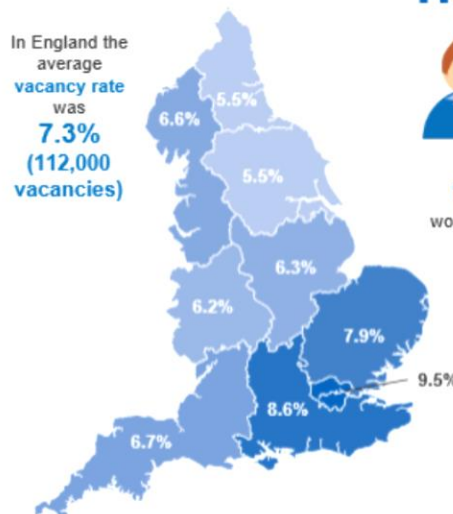 In England the
average
vacancy rate
was
7.3%
(112,000
vacancies)
5.5%
6.6%
5.5%
6.3%
6.2%
7.9%
9.5%
8.6%
6.7%